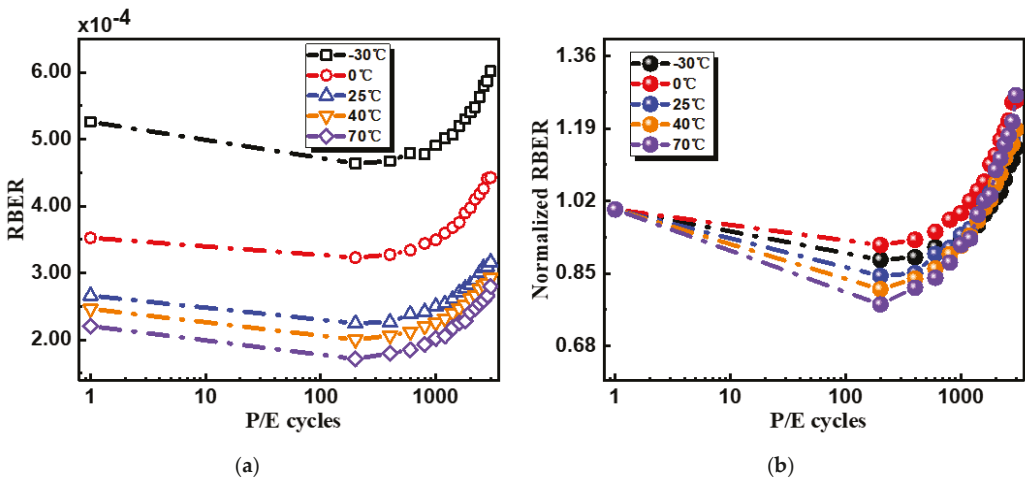 x10-4
6.00
5.00
4.00
3.00
2.00
RBER
-30℃
0℃
25℃
40℃
70℃
1 10 100 1000
P/E cycles
(a)
1.36
1.19
1.02
0.85
0.68
Normalized RBER
-30℃
0℃
25℃
40℃
70℃
1 10 100 1000
P/E cycles
(b)